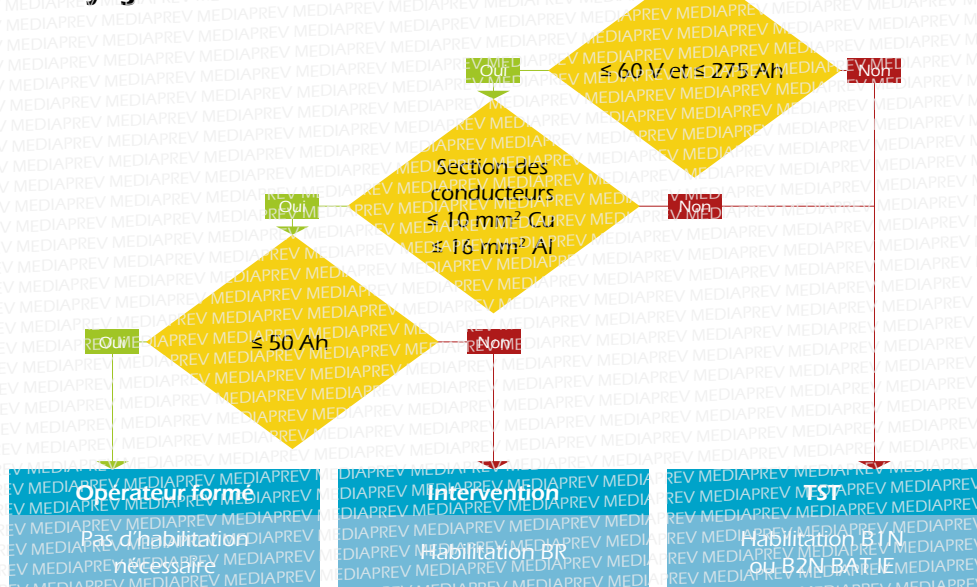 ≤ 60 V et ≤ 275 Ah
Oui
Non
Section des
conducteurs
≤ 10 mm² Cu
≤ 16 mm² Al
Oui
Non
≤ 50 Ah
Oui
Non
Opérateur formé
Pas d'habilitation
nécessaire
Intervention
Habilitation BR
TST
Habilitation B1N
ou B2N BAT IE
MEDIAPREV